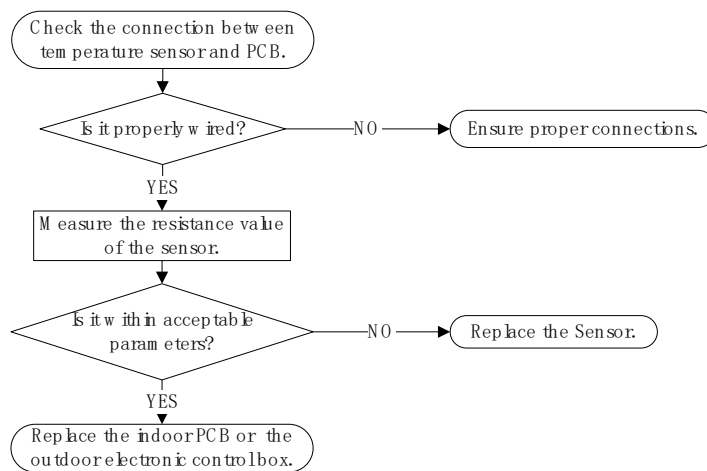 Check the connection between
temperature sensor and PCB.
Is it properly wired?
NO
Ensure proper connections.
YES
Measure the resistance value
of the sensor.
Is it within acceptable
parameters?
NO
Replace the Sensor.
YES
Replace the indoor PCB or the
outdoor electronic control box.